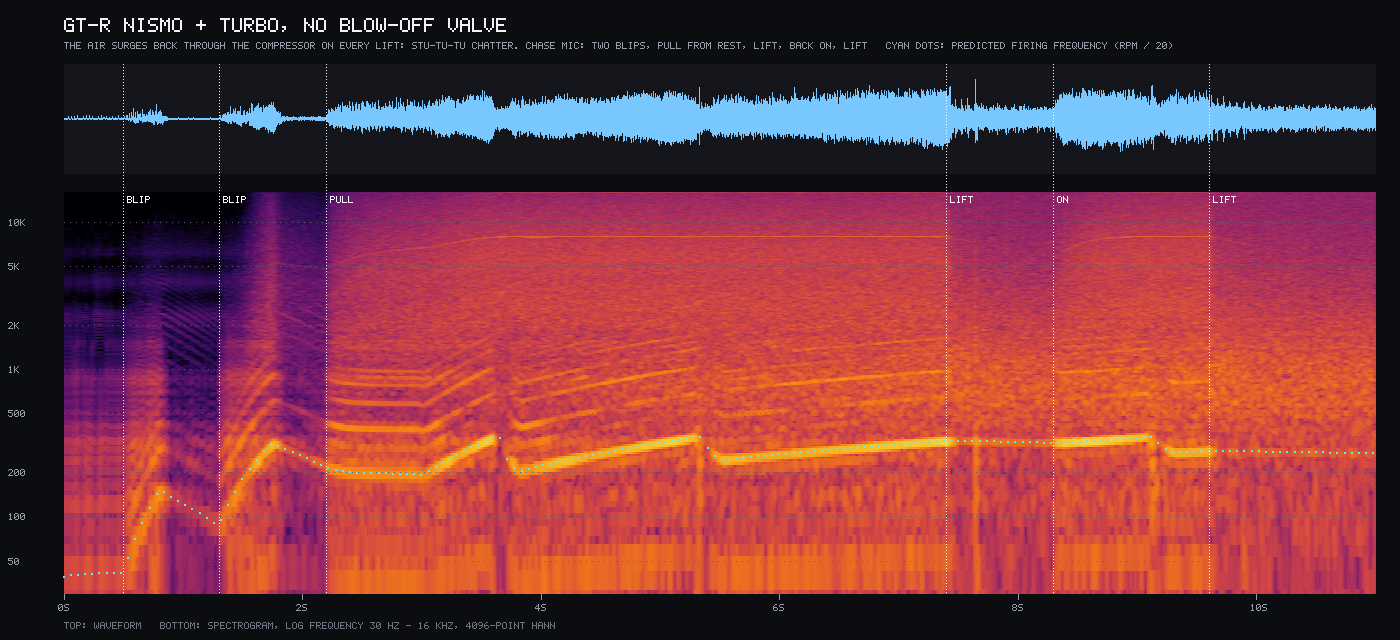 GT-R NISMO + TURBO, NO BLOW-OFF VALVE
THE AIR SURGES BACK THROUGH THE COMPRESSOR ON EVERY LIFT: STU-TU-TU CHATTER. CHASE MIC: TWO BLIPS, PULL FROM REST, LIFT, BACK ON, LIFT   CYAN DOTS: PREDICTED FIRING FREQUENCY (RPM / 20)
BLIP BLIP PULL LIFT ON LIFT
10K
5K
2K
1K
500
200
100
50
0S 2S 4S 6S 8S 10S
TOP: WAVEFORM   BOTTOM: SPECTROGRAM, LOG FREQUENCY 30 HZ - 16 KHZ, 4096-POINT HANN